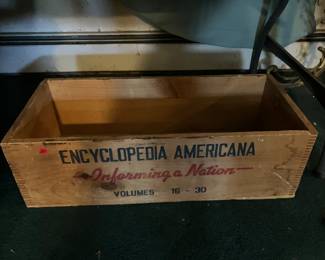 ENCYCLOPEDIA AMERICANA
Informing a Nation
VOLUMES 16 - 30